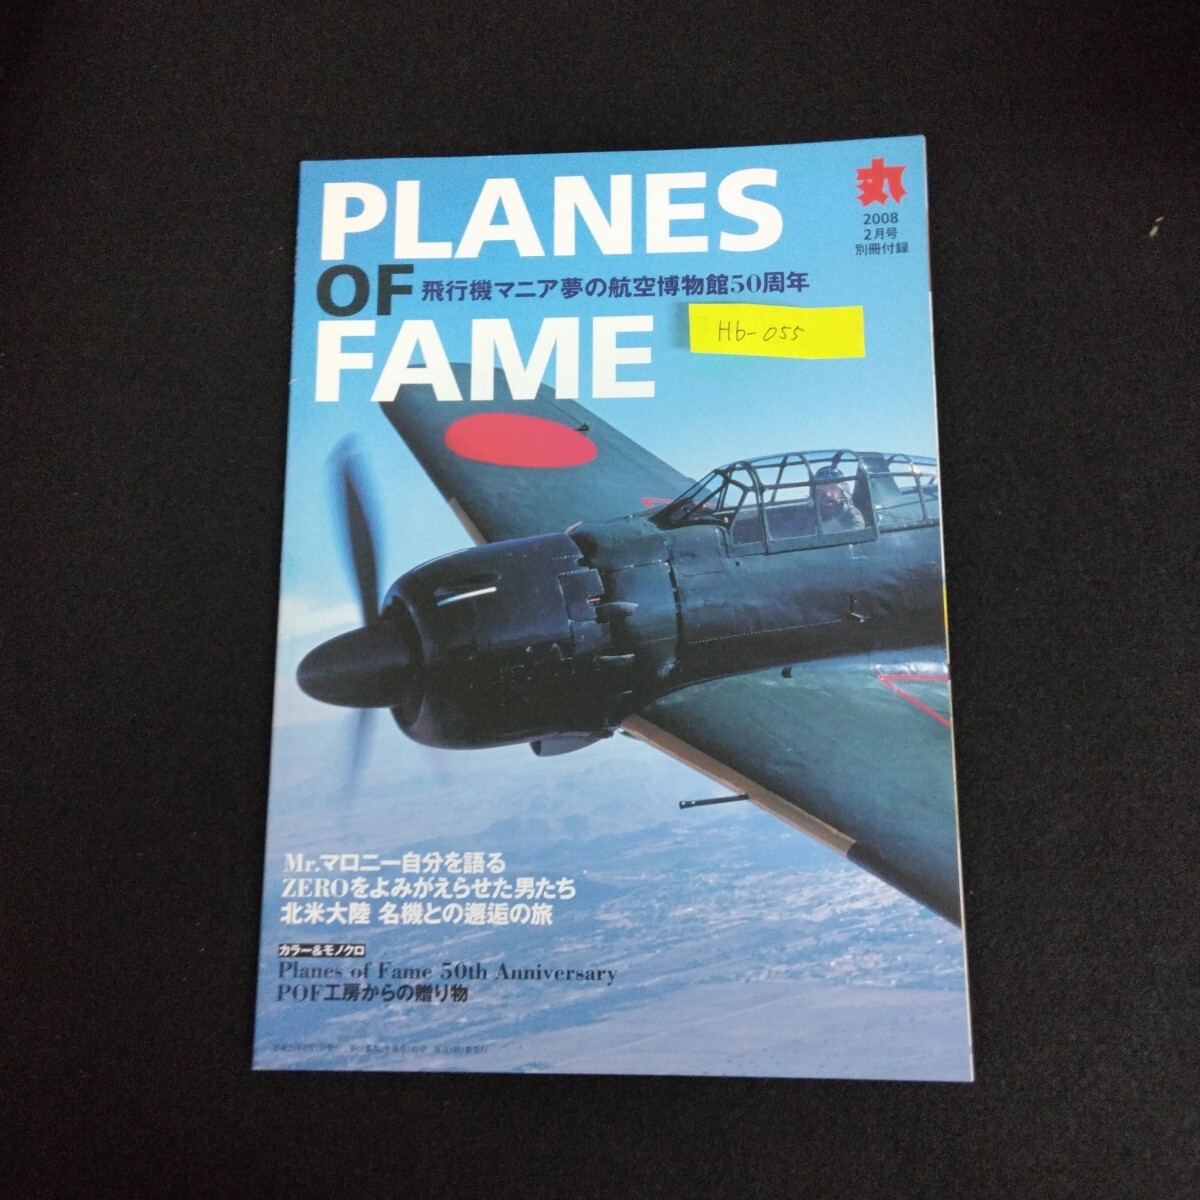 PLANES
OF
飛行機マニア夢の航空博物館50周年
FAME
丸
2008
2月号
別冊付録
Hb-055
Mr.マロニー自分を語る
ZEROをよみがえらせた男たち
北米大陸 名機との邂逅の旅
カラー&モノクロ
Planes of Fame 50th Anniversary
POF工房からの贈り物